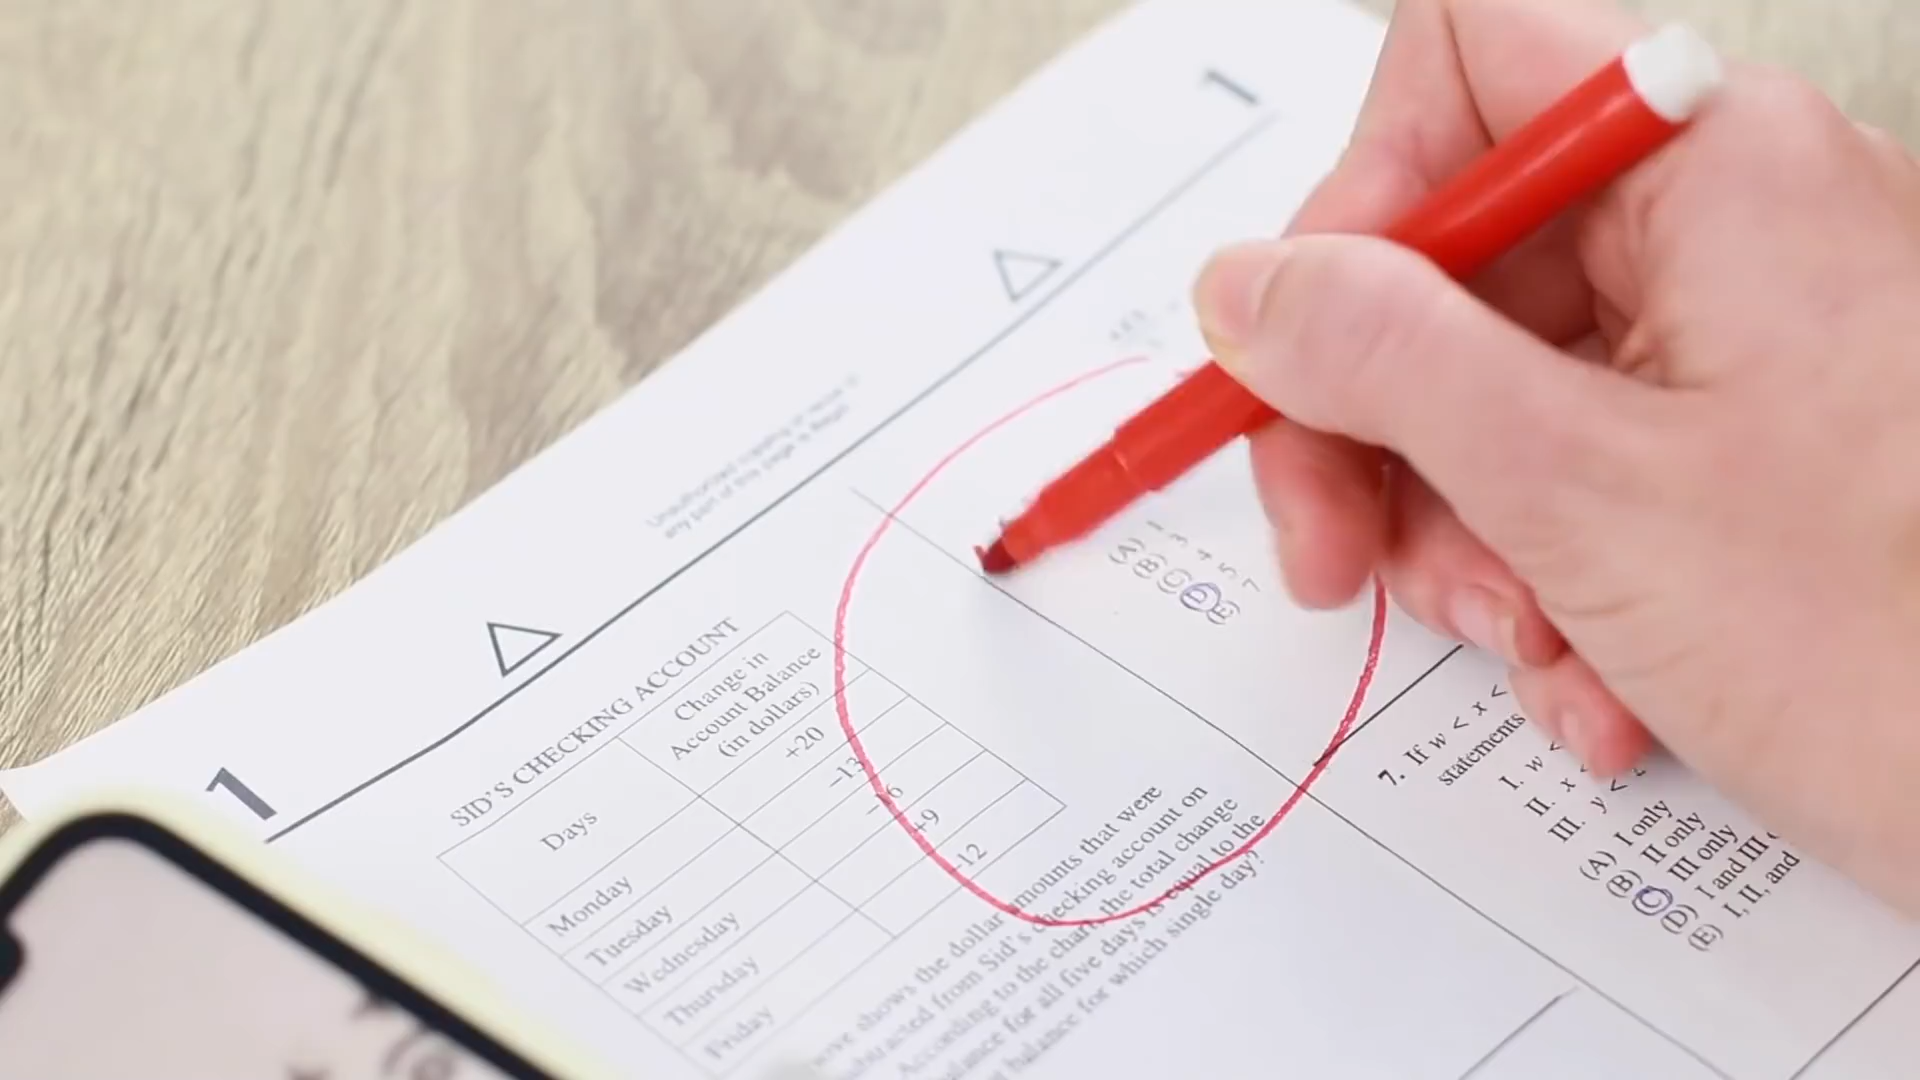 1
1
Unauthorized copying or reuse of
any part of this page is illegal.
SID'S CHECKING ACCOUNT
Days
Change in
Account Balance
(in dollars)
Monday
+20
Tuesday
-13
Wednesday
Thursday
+9
Friday
-12
shows the dollar amounts that were
from Sid's checking account on
According to the chart, the total change
balance for all five days is equal to the
balance for which single day?
(A) 1
(B) 3
(C) 4
(D) 5
(E) 7
7. If w < x <
statements
I. w <
II. x <
III. y <
(A) I only
(B) II only
(C) III only
(D) I and III
(E) I, II, and